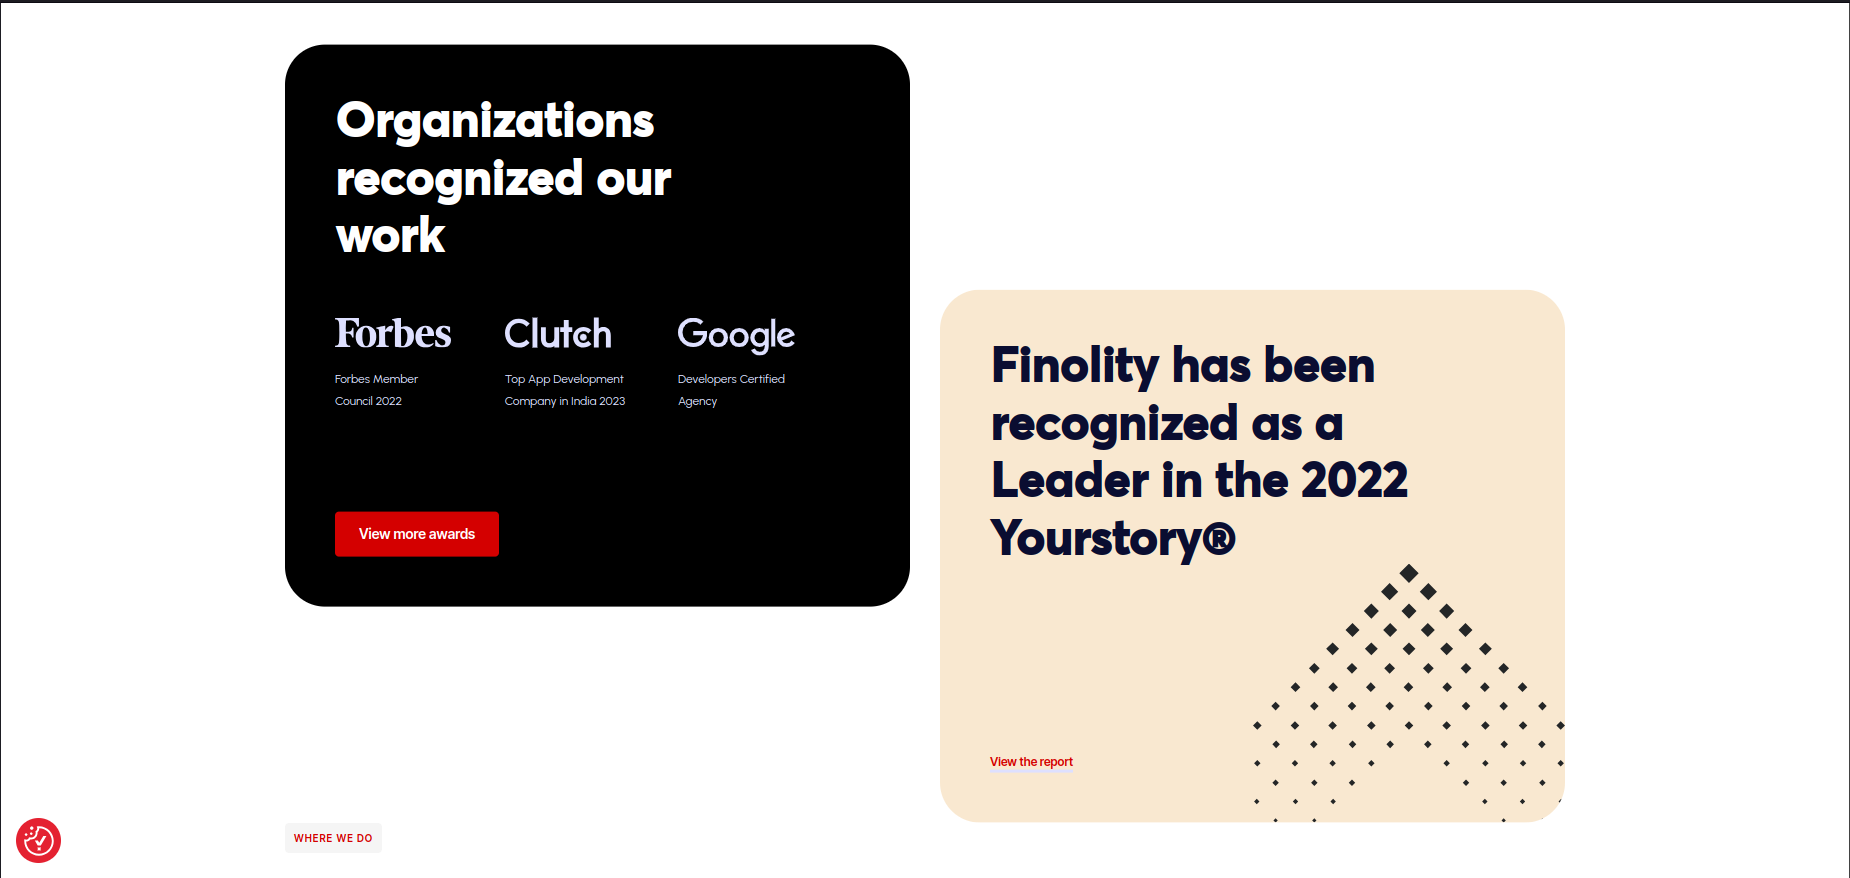 Organizations
recognized our
work
Forbes
Clutch
Google
Forbes Member
Council 2022
Top App Development
Company in India 2023
Developers Certified
Agency
View more awards
Finolity has been
recognized as a
Leader in the 2022
Yourstory®
View the report
WHERE WE DO